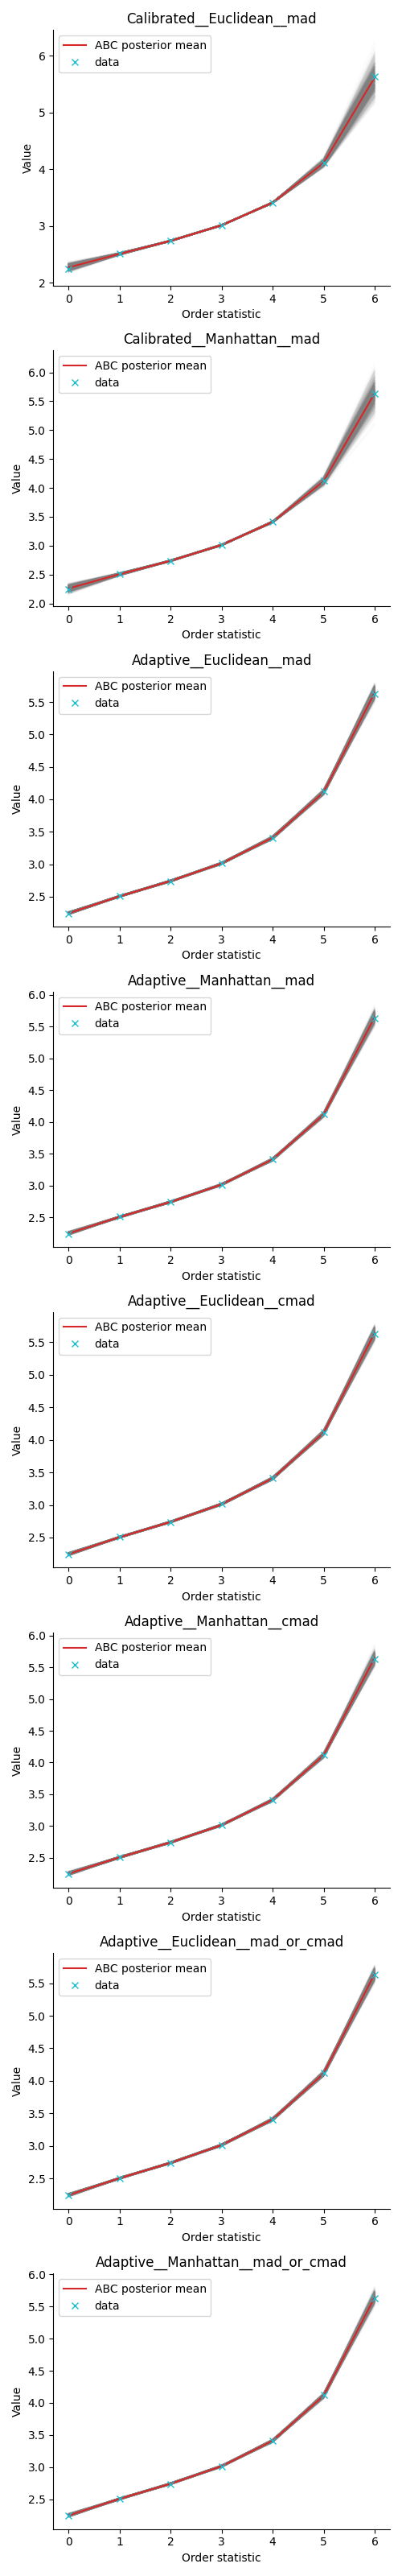 Calibrated__Euclidean__mad
ABC posterior mean
data
6
5
4
3
2
Value
0 1 2 3 4 5 6
Order statistic
Calibrated__Manhattan__mad
ABC posterior mean
data
6.0
5.5
5.0
4.5
4.0
3.5
3.0
2.5
2.0
Value
0 1 2 3 4 5 6
Order statistic
Adaptive__Euclidean__mad
ABC posterior mean
data
5.5
5.0
4.5
4.0
3.5
3.0
2.5
Value
0 1 2 3 4 5 6
Order statistic
Adaptive__Manhattan__mad
ABC posterior mean
data
6.0
5.5
5.0
4.5
4.0
3.5
3.0
2.5
Value
0 1 2 3 4 5 6
Order statistic
Adaptive__Euclidean__cmad
ABC posterior mean
data
5.5
5.0
4.5
4.0
3.5
3.0
2.5
Value
0 1 2 3 4 5 6
Order statistic
Adaptive__Manhattan__cmad
ABC posterior mean
data
6.0
5.5
5.0
4.5
4.0
3.5
3.0
2.5
Value
0 1 2 3 4 5 6
Order statistic
Adaptive__Euclidean__mad_or_cmad
ABC posterior mean
data
5.5
5.0
4.5
4.0
3.5
3.0
2.5
Value
0 1 2 3 4 5 6
Order statistic
Adaptive__Manhattan__mad_or_cmad
ABC posterior mean
data
6.0
5.5
5.0
4.5
4.0
3.5
3.0
2.5
Value
0 1 2 3 4 5 6
Order statistic